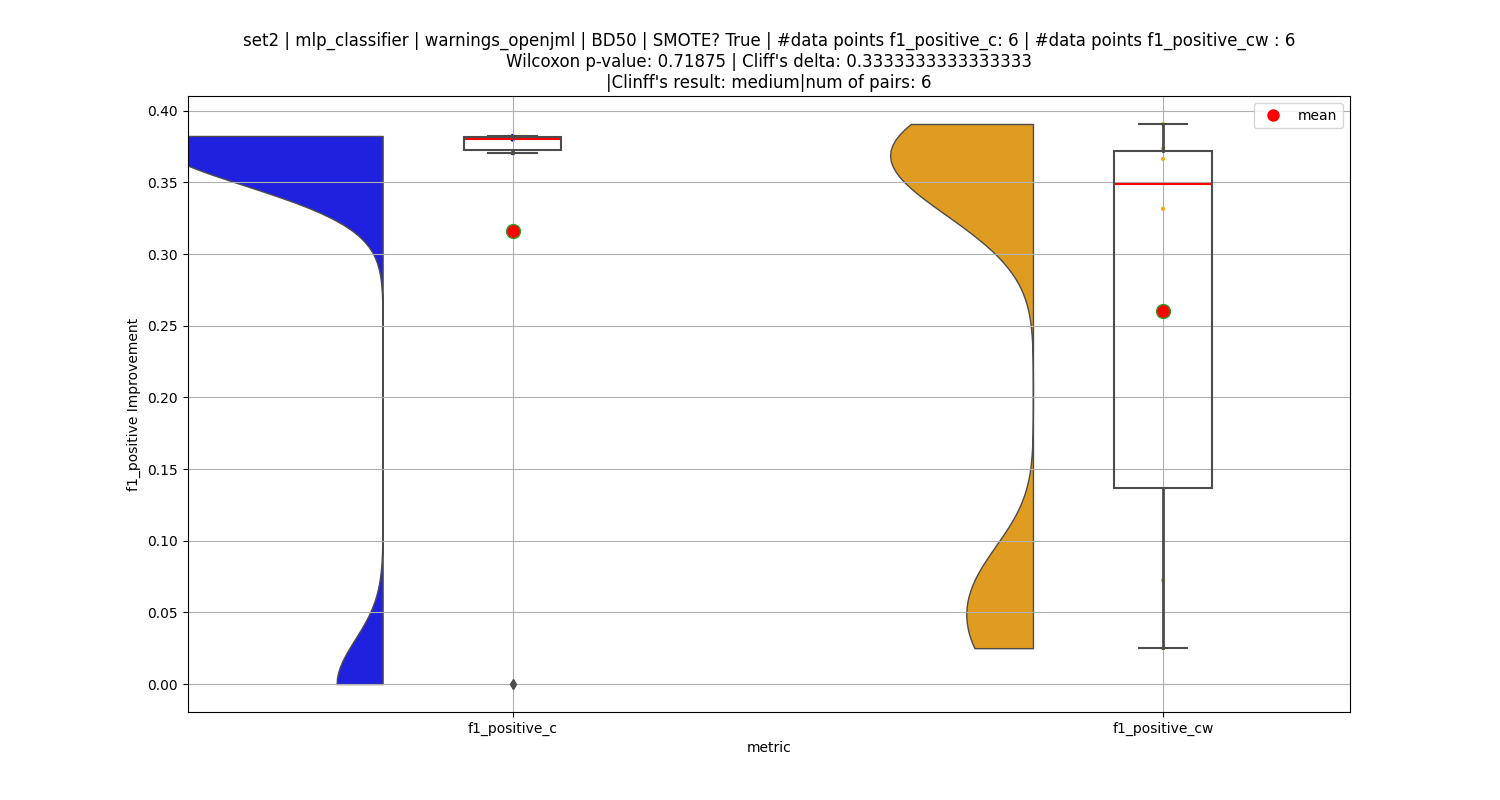 set2 | mlp_classifier | warnings_openjml | BD50 | SMOTE? True | #data points f1_positive_c: 6 | #data points f1_positive_cw : 6
Wilcoxon p-value: 0.71875 | Cliff's delta: 0.3333333333333333
|Clinff's result: medium|num of pairs: 6
mean
0.40
0.35
0.30
0.25
0.20
0.15
0.10
0.05
0.00
f1_positive Improvement
f1_positive_c
f1_positive_cw
metric